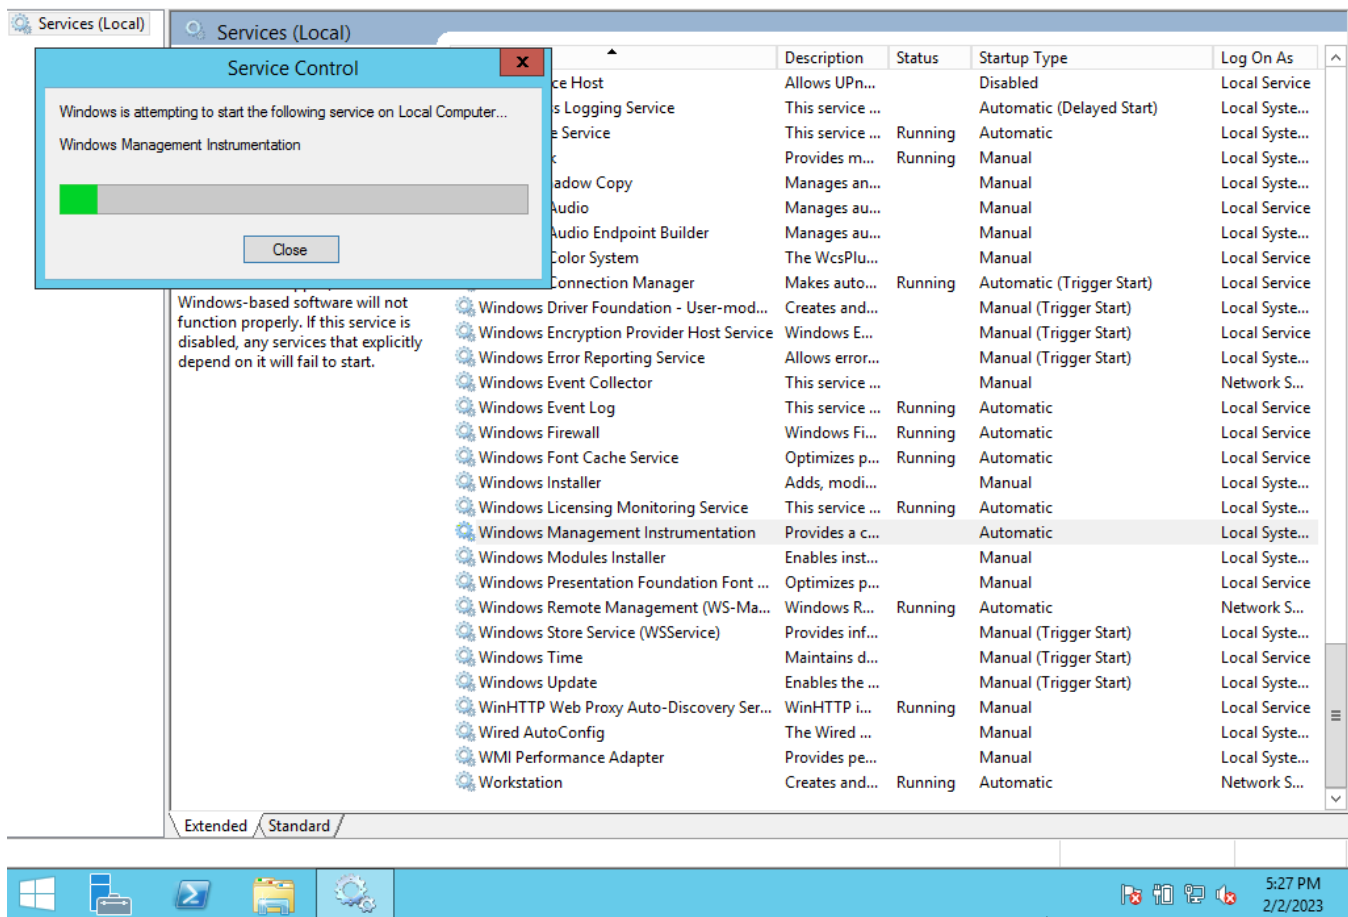 Services (Local)
Services (Local)
Service Control
x
Windows is attempting to start the following service on Local Computer...
Windows Management Instrumentation
Close
Windows-based software will not
function properly. If this service is
disabled, any services that explicitly
depend on it will fail to start.
Description Status Startup Type Log On As
ce Host Allows UPn... Disabled Local Service
s Logging Service This service ... Automatic (Delayed Start) Local Syste...
e Service This service ... Running Automatic Local Syste...
Provides m... Running Manual Local Syste...
adow Copy Manages an... Manual Local Syste...
Audio Manages au... Manual Local Service
Audio Endpoint Builder Manages au... Manual Local Syste...
Color System The WcsPlu... Manual Local Service
Connection Manager Makes auto... Running Automatic (Trigger Start) Local Service
Windows Driver Foundation - User-mod... Creates and... Manual (Trigger Start) Local Syste...
Windows Encryption Provider Host Service Windows E... Manual (Trigger Start) Local Service
Windows Error Reporting Service Allows error... Manual (Trigger Start) Local Syste...
Windows Event Collector This service ... Manual Network S...
Windows Event Log This service ... Running Automatic Local Service
Windows Firewall Windows Fi... Running Automatic Local Service
Windows Font Cache Service Optimizes p... Running Automatic Local Service
Windows Installer Adds, modi... Manual Local Syste...
Windows Licensing Monitoring Service This service ... Running Automatic Local Syste...
Windows Management Instrumentation Provides a c... Automatic Local Syste...
Windows Modules Installer Enables inst... Manual Local Syste...
Windows Presentation Foundation Font ... Optimizes p... Manual Local Service
Windows Remote Management (WS-Ma... Windows R... Running Automatic Network S...
Windows Store Service (WSService) Provides inf... Manual (Trigger Start) Local Syste...
Windows Time Maintains d... Manual (Trigger Start) Local Service
Windows Update Enables the ... Manual (Trigger Start) Local Syste...
WinHTTP Web Proxy Auto-Discovery Ser... WinHTTP i... Running Manual Local Service
Wired AutoConfig The Wired ... Manual Local Syste...
WMI Performance Adapter Provides pe... Manual Local Syste...
Workstation Creates and... Running Automatic Network S...
Extended Standard
5:27 PM
2/2/2023